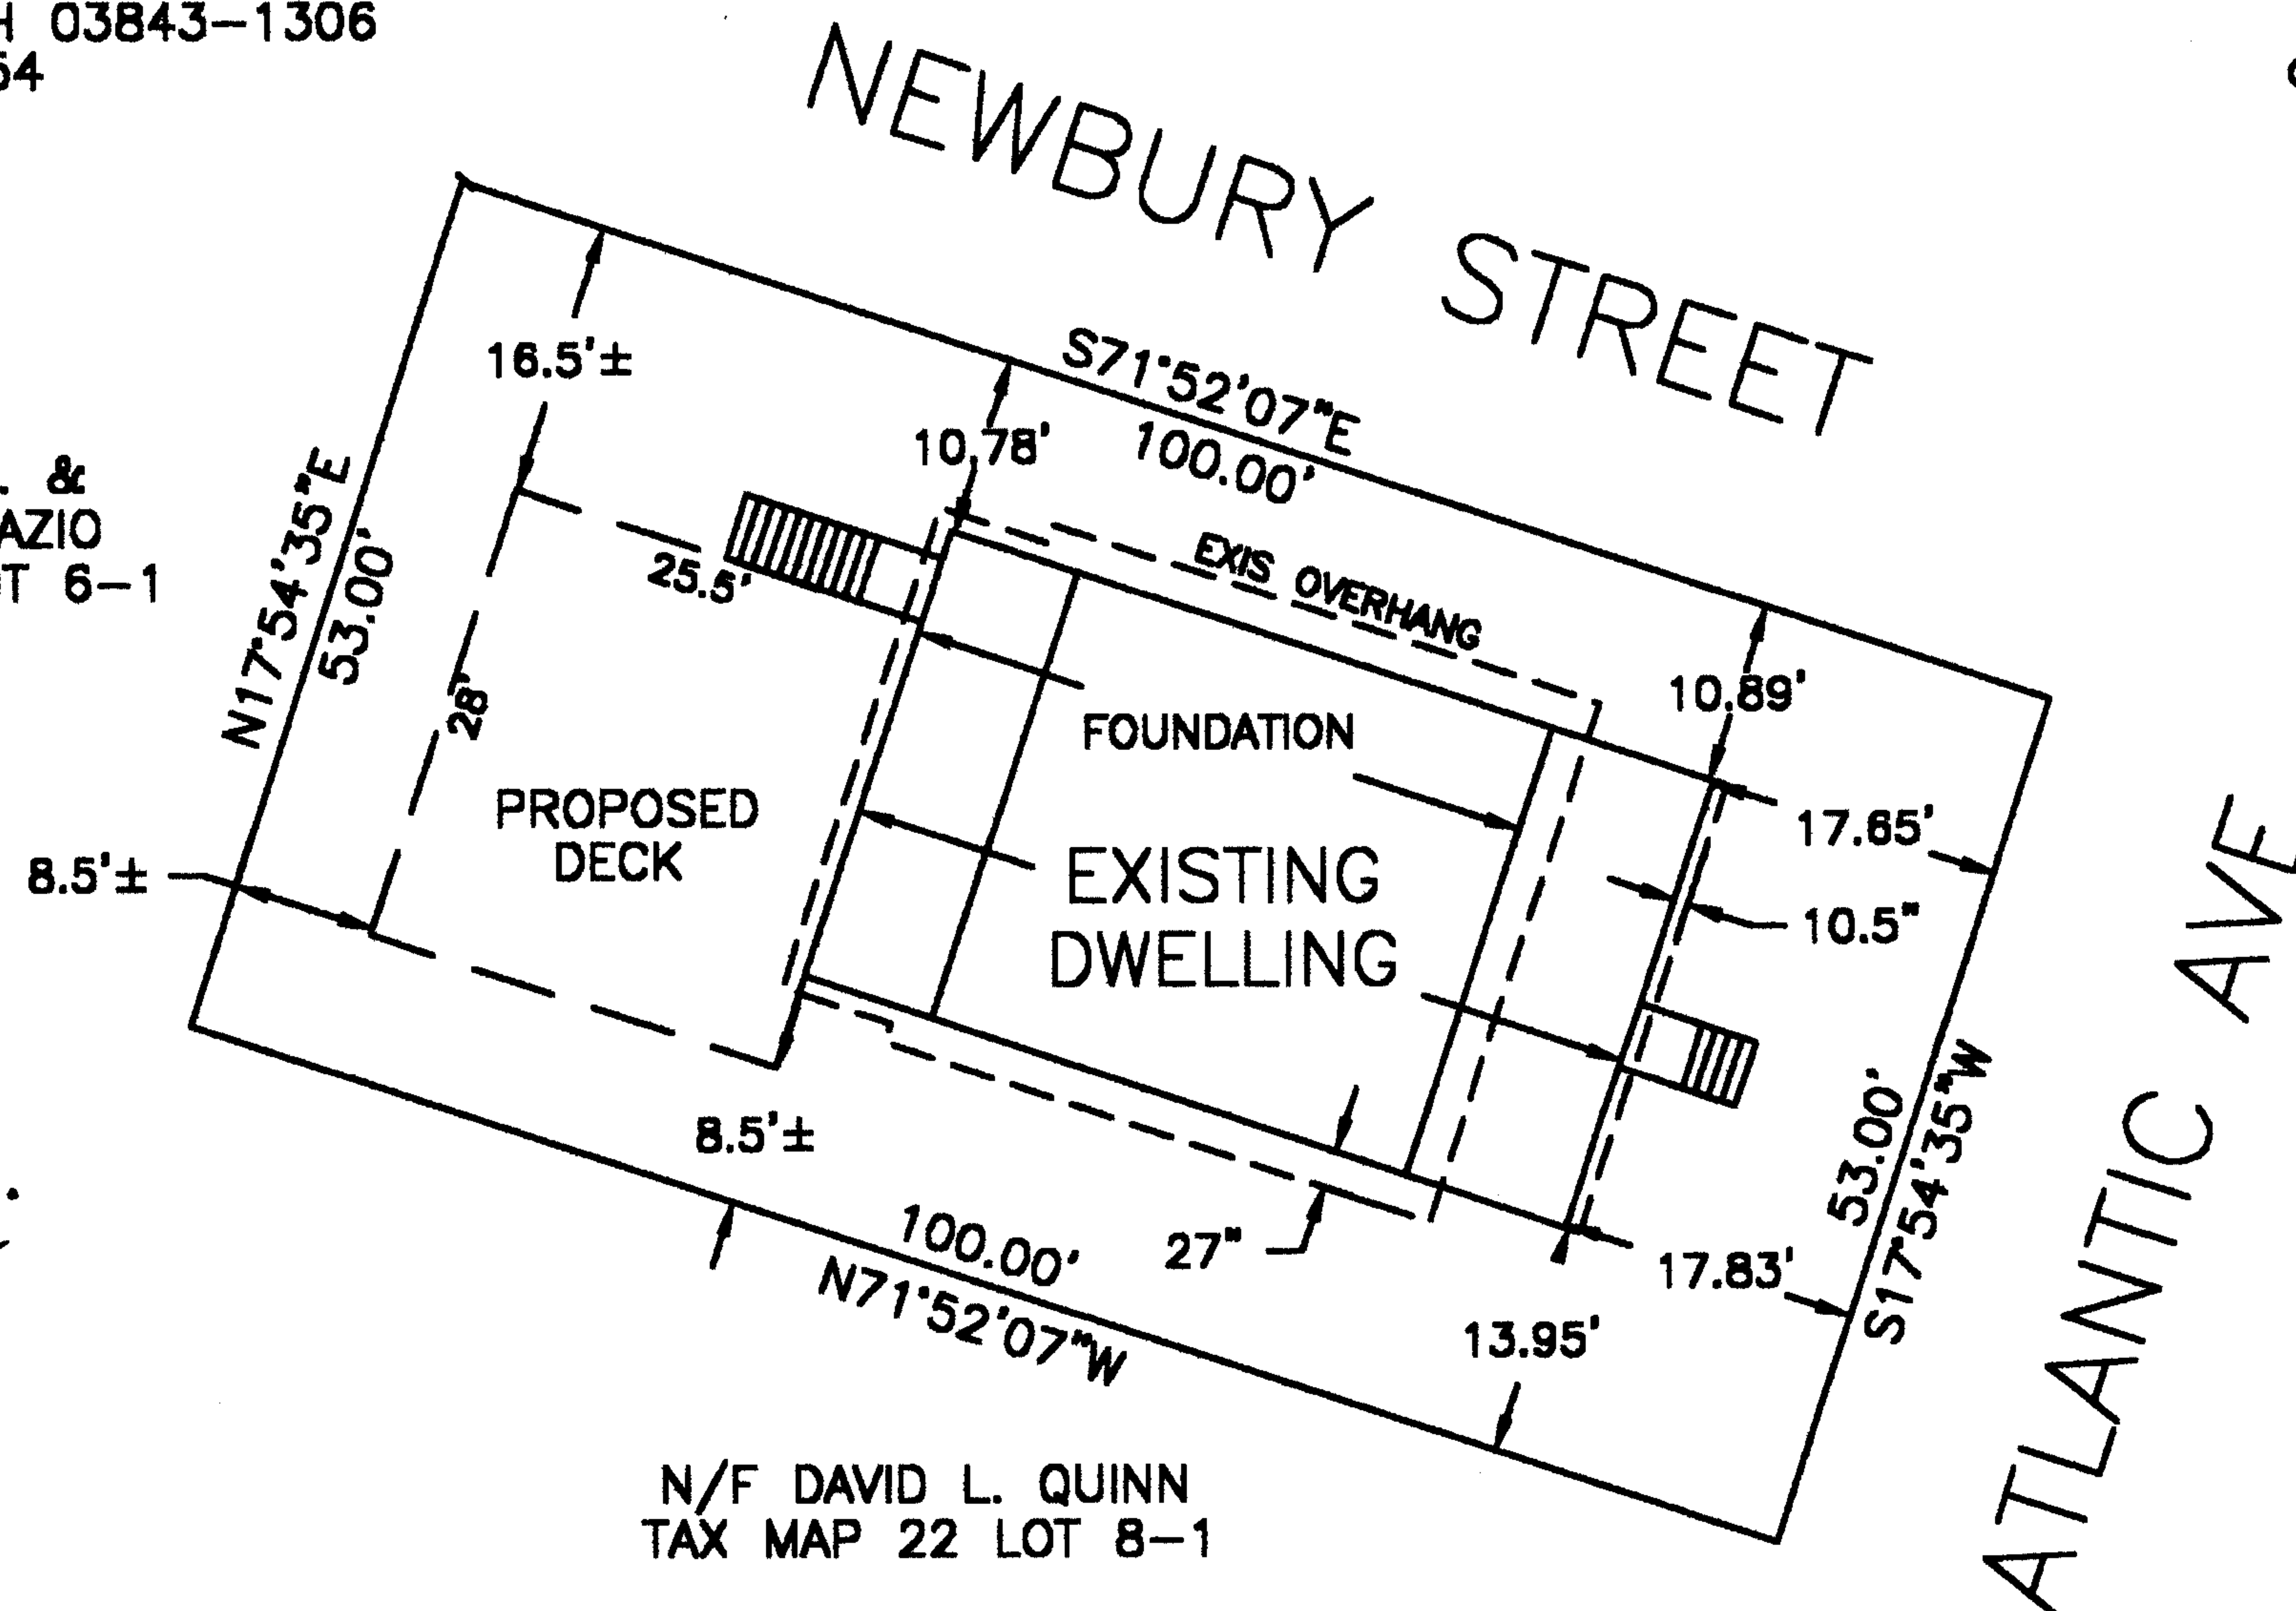 H 03843-1306
54
NEWBURY STREET
S71°52'07"E
100.00'
16.5'±
10.78'
. &
AZIO
OT 6-1
N17°54'35"E
53.00'
25.5'
EXIS OVERHANG
10.89'
28'
FOUNDATION
PROPOSED
DECK
17.65'
8.5'±
EXISTING
DWELLING
10.5"
8.5'±
53.00'
S17°54'35"W
ATLANTIC AVE
100.00'
N71°52'07"W
27"
17.83'
13.95'
N/F DAVID L. QUINN
TAX MAP 22 LOT 8-1